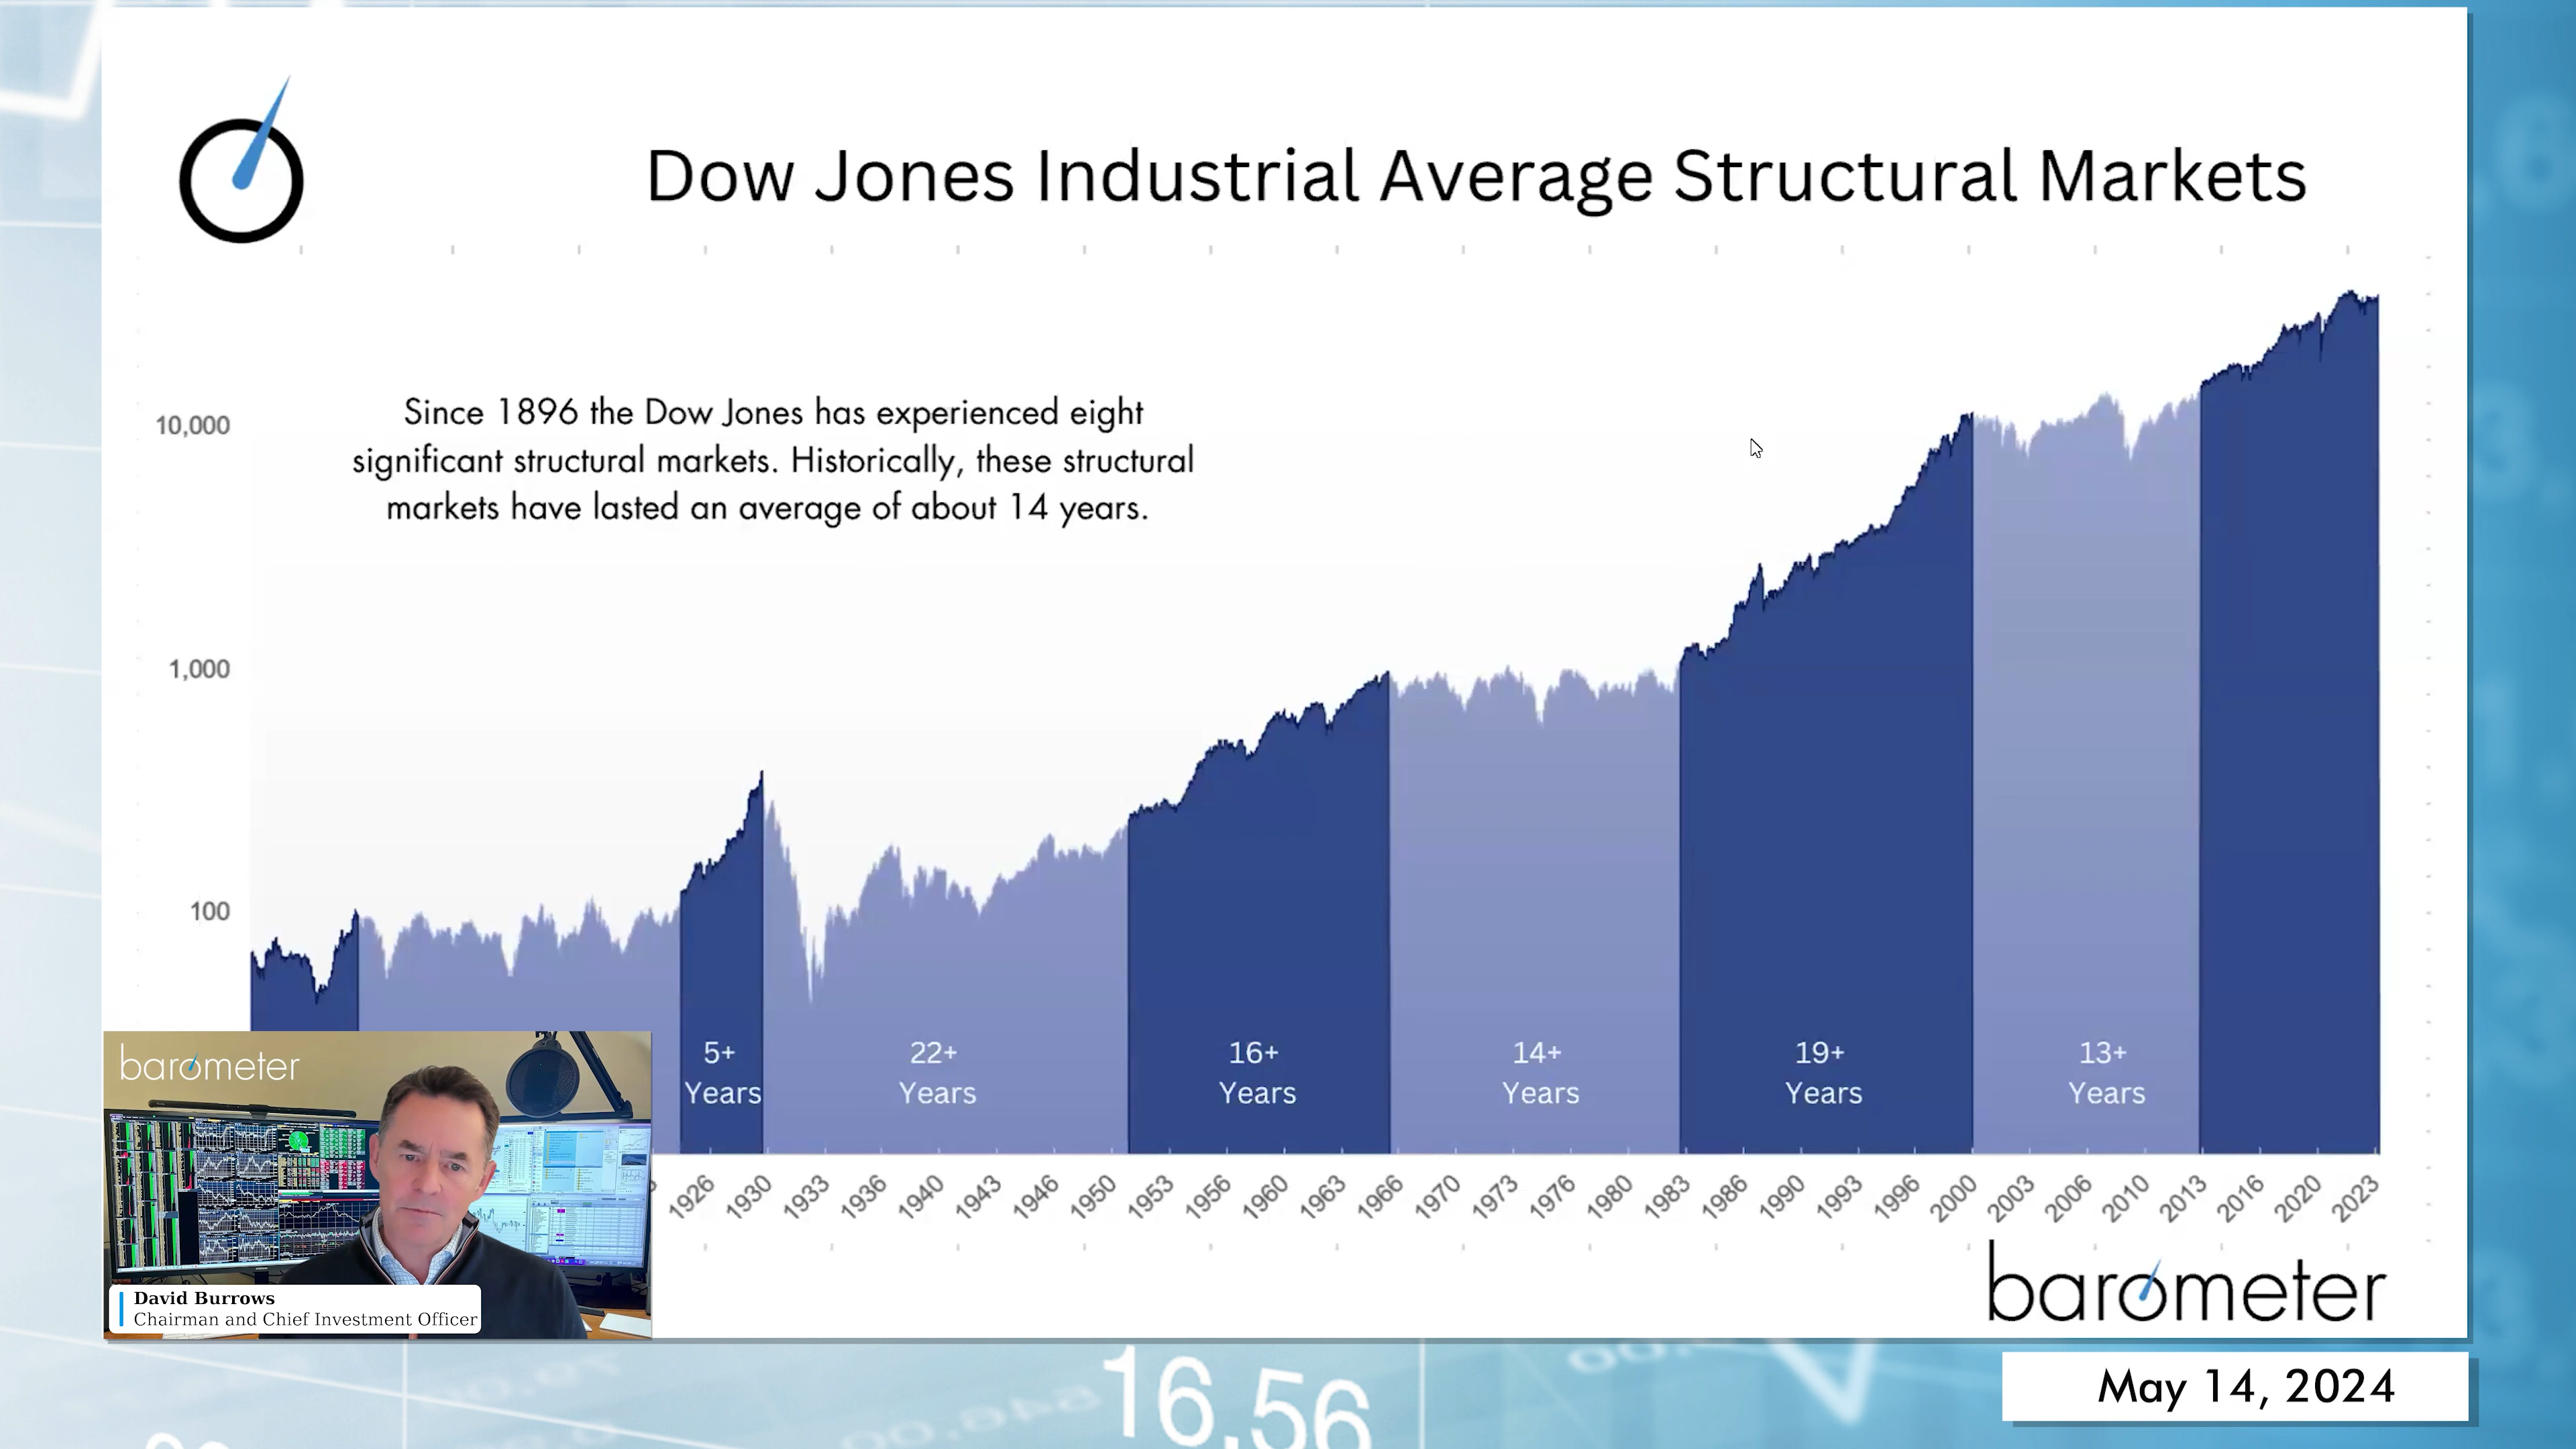 Dow Jones Industrial Average Structural Markets
Since 1896 the Dow Jones has experienced eight
significant structural markets. Historically, these structural
markets have lasted an average of about 14 years.
10,000
1,000
100
5+
Years
22+
Years
16+
Years
14+
Years
19+
Years
13+
Years
1926
1930
1933
1936
1940
1943
1946
1950
1953
1956
1960
1963
1966
1970
1973
1976
1980
1983
1986
1990
1993
1996
2000
2003
2006
2010
2013
2016
2020
2023
barometer
David Burrows
Chairman and Chief Investment Officer
barometer
May 14, 2024
16.56